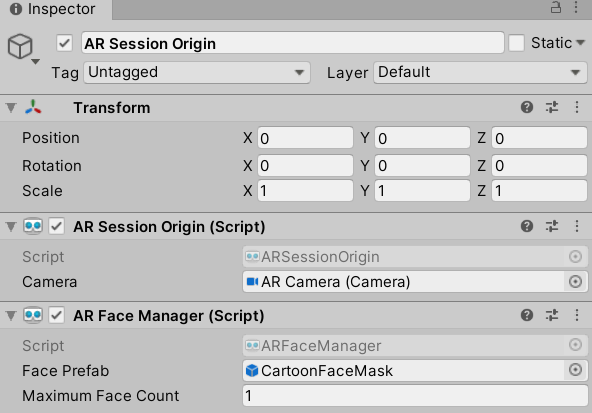 Inspector
AR Session Origin Static
Tag Untagged Layer Default
Transform
Position X 0 Y 0 Z 0
Rotation X 0 Y 0 Z 0
Scale X 1 Y 1 Z 1
AR Session Origin (Script)
Script ARSessionOrigin
Camera AR Camera (Camera)
AR Face Manager (Script)
Script ARFaceManager
Face Prefab CartoonFaceMask
Maximum Face Count 1